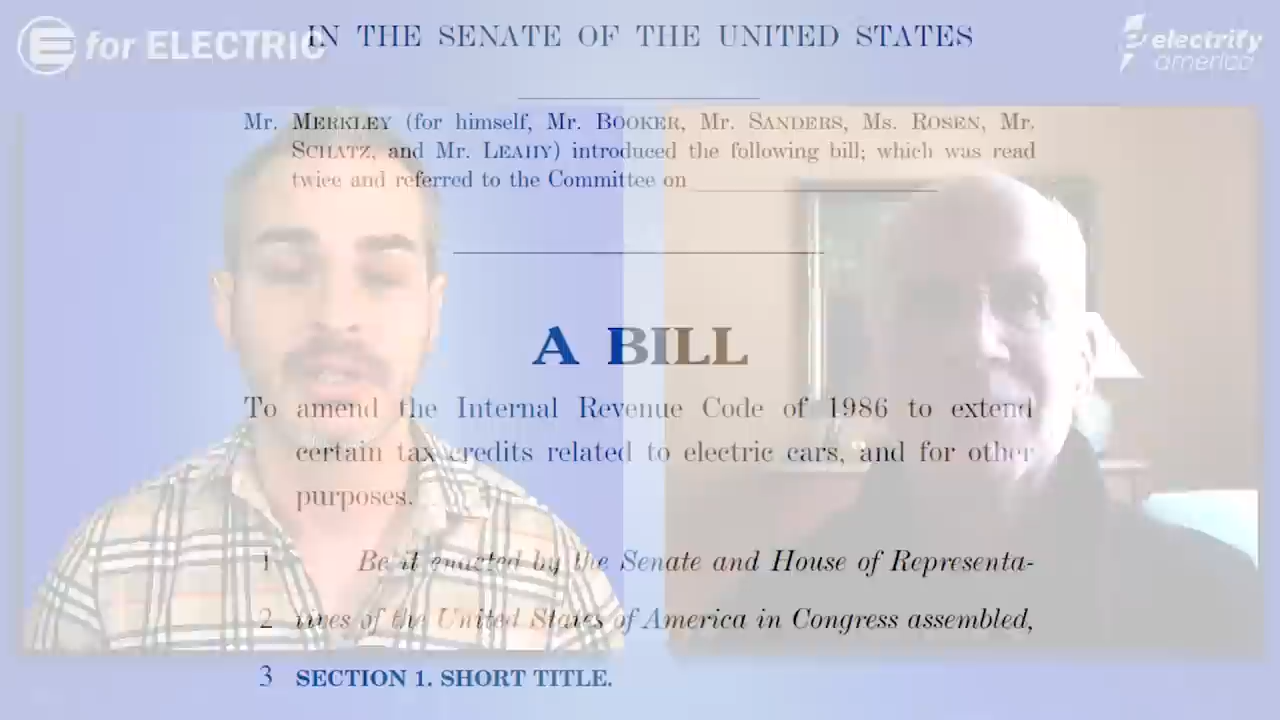 E for ELECTRIC
IN THE SENATE OF THE UNITED STATES
electrify
america
Mr. MERKLEY (for himself, Mr. BOOKER, Mr. SANDERS, Ms. ROSEN, Mr.
SCHATZ, and Mr. LEAHY) introduced the following bill; which was read
twice and referred to the Committee on
A BILL
To amend the Internal Revenue Code of 1986 to extend
certain tax credits related to electric cars, and for other
purposes.
1 Be it enacted by the Senate and House of Representa-
2 tives of the United States of America in Congress assembled,
3 SECTION 1. SHORT TITLE.